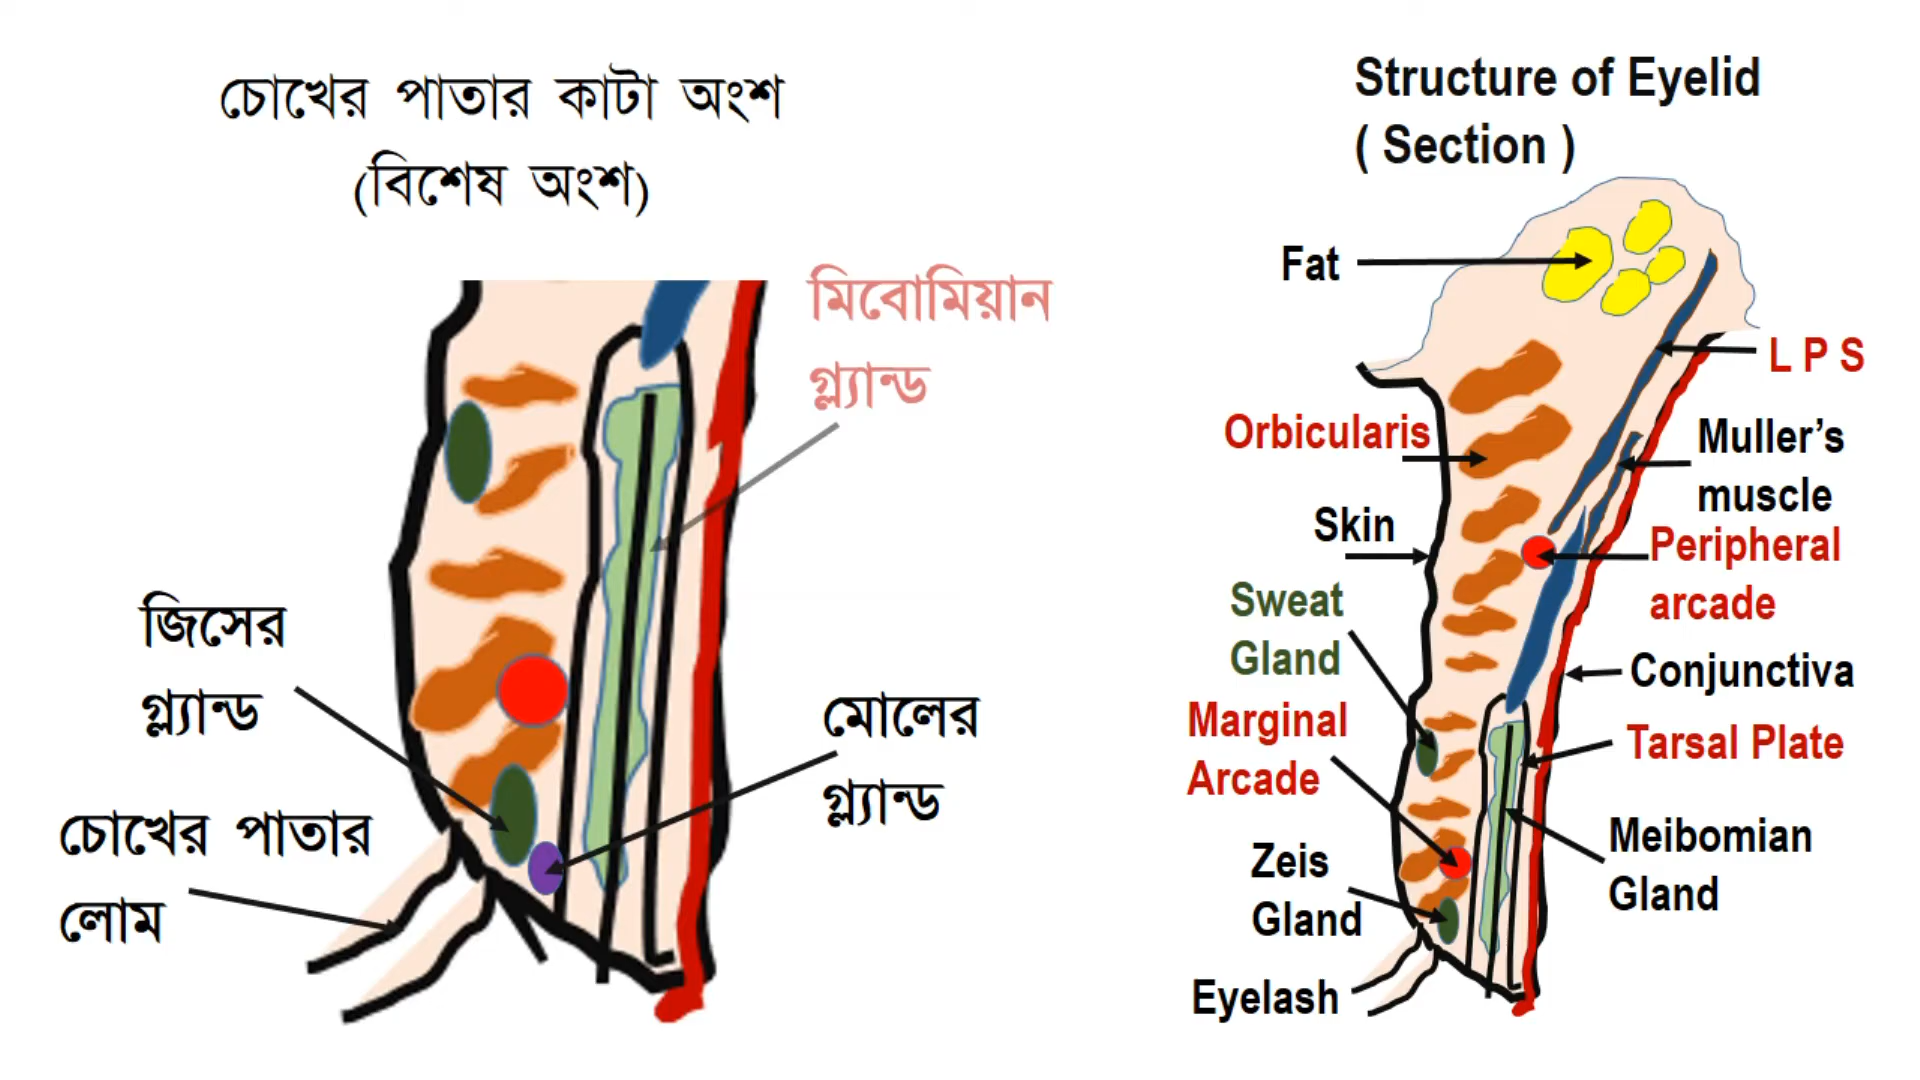 চোখের পাতার কাটা অংশ
(বিশেষ অংশ)
মিবোমিয়ান
গ্ল্যান্ড
জিসের
গ্ল্যান্ড
মোলের
গ্ল্যান্ড
চোখের পাতার
লোম
Structure of Eyelid
( Section )
Fat
L P S
Orbicularis
Muller’s
muscle
Skin
Peripheral
arcade
Sweat
Gland
Conjunctiva
Marginal
Arcade
Tarsal Plate
Meibomian
Gland
Zeis
Gland
Eyelash